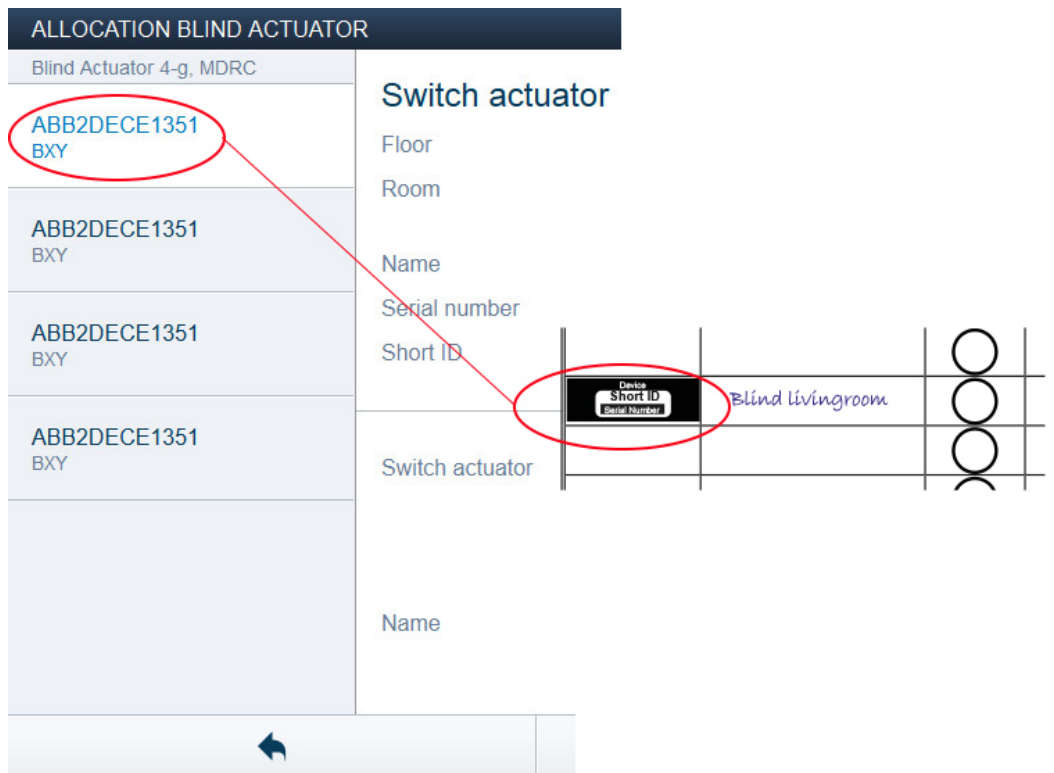 ALLOCATION BLIND ACTUATOR
Blind Actuator 4-g, MDRC
ABB2DECE1351
BXY
ABB2DECE1351
BXY
ABB2DECE1351
BXY
ABB2DECE1351
BXY
Switch actuator
Floor
Room
Name
Serial number
Short ID
Switch actuator
Name
Device
Short ID
Serial Number
Blind livingroom